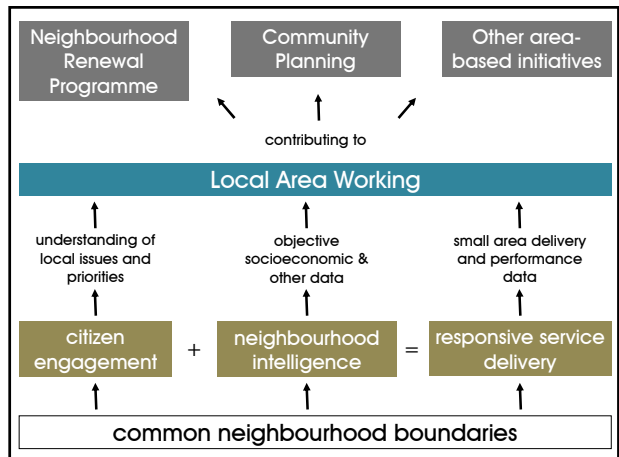 Neighbourhood
Renewal
Programme
Community
Planning
Other area-
based initiatives
contributing to
Local Area Working
understanding of
local issues and
priorities
objective
socioeconomic &
other data
small area delivery
and performance
data
citizen
engagement
+
neighbourhood
intelligence
=
responsive service
delivery
common neighbourhood boundaries